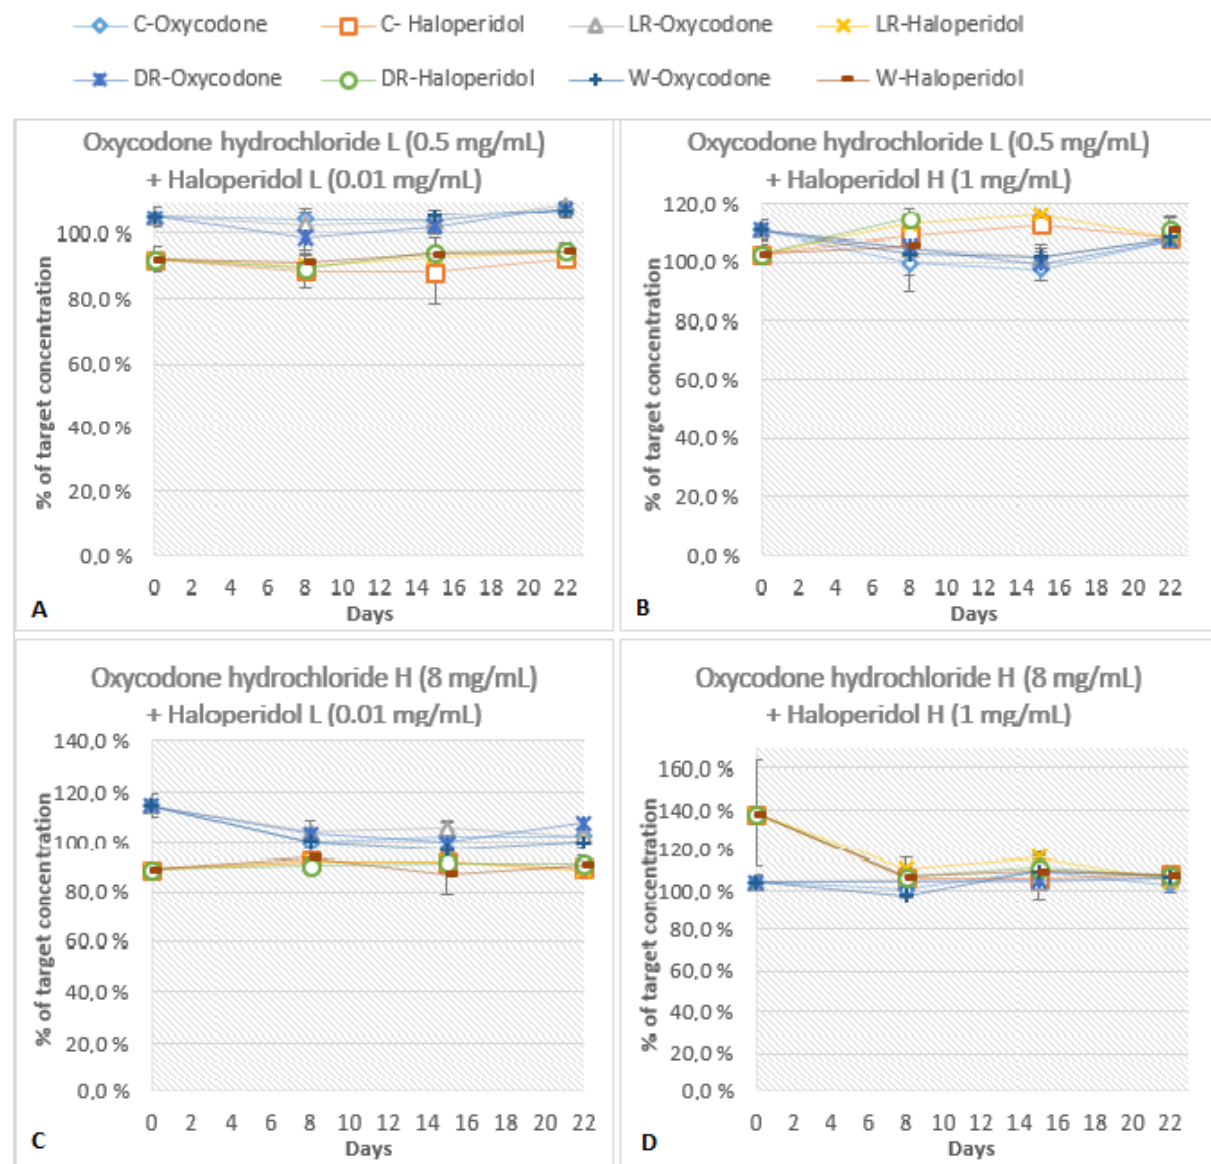 C-Oxycodone C- Haloperidol LR-Oxycodone LR-Haloperidol
DR-Oxycodone DR-Haloperidol W-Oxycodone W-Haloperidol
Oxycodone hydrochloride L (0.5 mg/mL)
+ Haloperidol L (0.01 mg/mL)
% of target concentration
100.0 %
80,0 %
60,0 %
40,0 %
20,0 %
0,0 %
0 2 4 6 8 10 12 14 16 18 20 22
Days
A
Oxycodone hydrochloride L (0.5 mg/mL)
+ Haloperidol H (1 mg/mL)
% of target concentration
120,0 %
100,0 %
80,0 %
60,0 %
40,0 %
20,0 %
0,0 %
0 2 4 6 8 10 12 14 16 18 20 22
Days
B
Oxycodone hydrochloride H (8 mg/mL)
+ Haloperidol L (0.01 mg/mL)
% of target concentration
140,0 %
120,0 %
100,0 %
80,0 %
60,0 %
40,0 %
20,0 %
0,0 %
0 2 4 6 8 10 12 14 16 18 20 22
Days
C
Oxycodone hydrochloride H (8 mg/mL)
+ Haloperidol H (1 mg/mL)
% of target concentration
160,0 %
140,0 %
120,0 %
100,0 %
80,0 %
60,0 %
40,0 %
20,0 %
0,0 %
0 2 4 6 8 10 12 14 16 18 20 22
Days
D